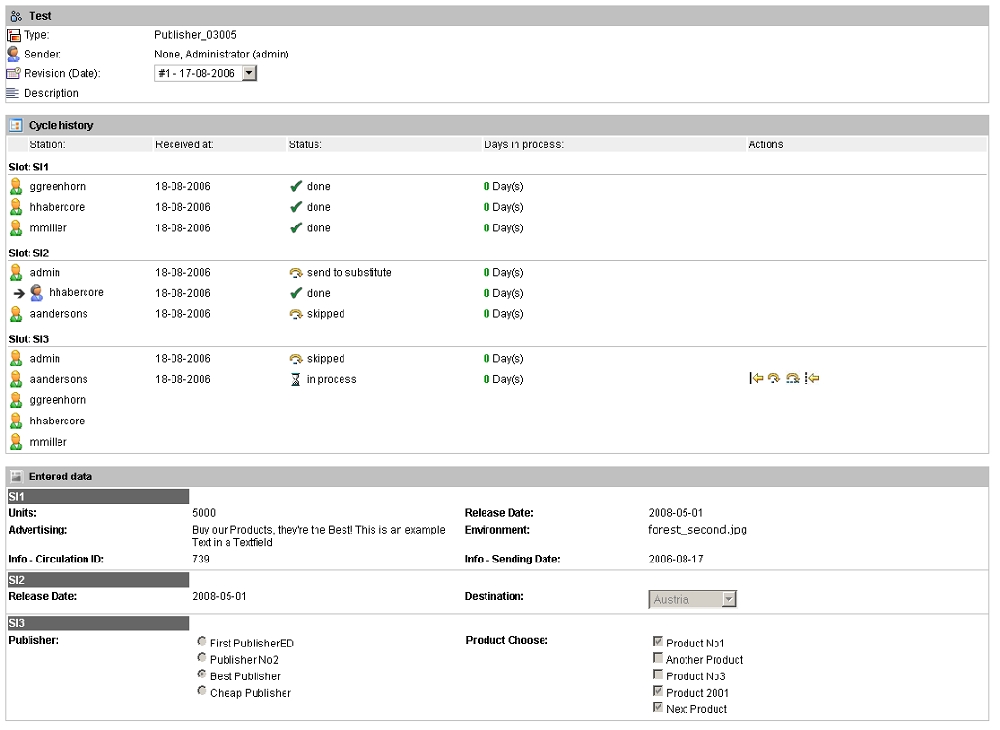 Test
Type: Publisher_03005
Sender: None, Administrator (admin)
Revision (Date): #1 - 17-08-2006
Description
Cycle history
Station: Received at: Status: Days in process: Actions
Slot: Sl1
ggreenhorn 18-08-2006 done 0 Day(s)
hhabercore 18-08-2006 done 0 Day(s)
mmiller 18-08-2006 done 0 Day(s)
Slot: Sl2
admin 18-08-2006 send to substitute 0 Day(s)
hhabercore 18-08-2006 done 0 Day(s)
aandersons 18-08-2006 skipped 0 Day(s)
Slot: Sl3
admin 18-08-2006 skipped 0 Day(s)
aandersons 18-08-2006 in process 0 Day(s)
ggreenhorn
hhabercore
mmiller
Entered data
Sl1
Units: 5000 Release Date: 2008-05-01
Advertising: Buy our Products, they're the Best! This is an example Environment: forest_second.jpg
Text in a Textfield
Info - Circulation ID: 739 Info - Sending Date: 2006-08-17
Sl2
Release Date: 2008-05-01 Destination: Austria
Sl3
Publisher: First PublisherED Product Choose: Product No1
Publisher No2 Another Product
Best Publisher Product No3
Cheap Publisher Product 2001
Next Product